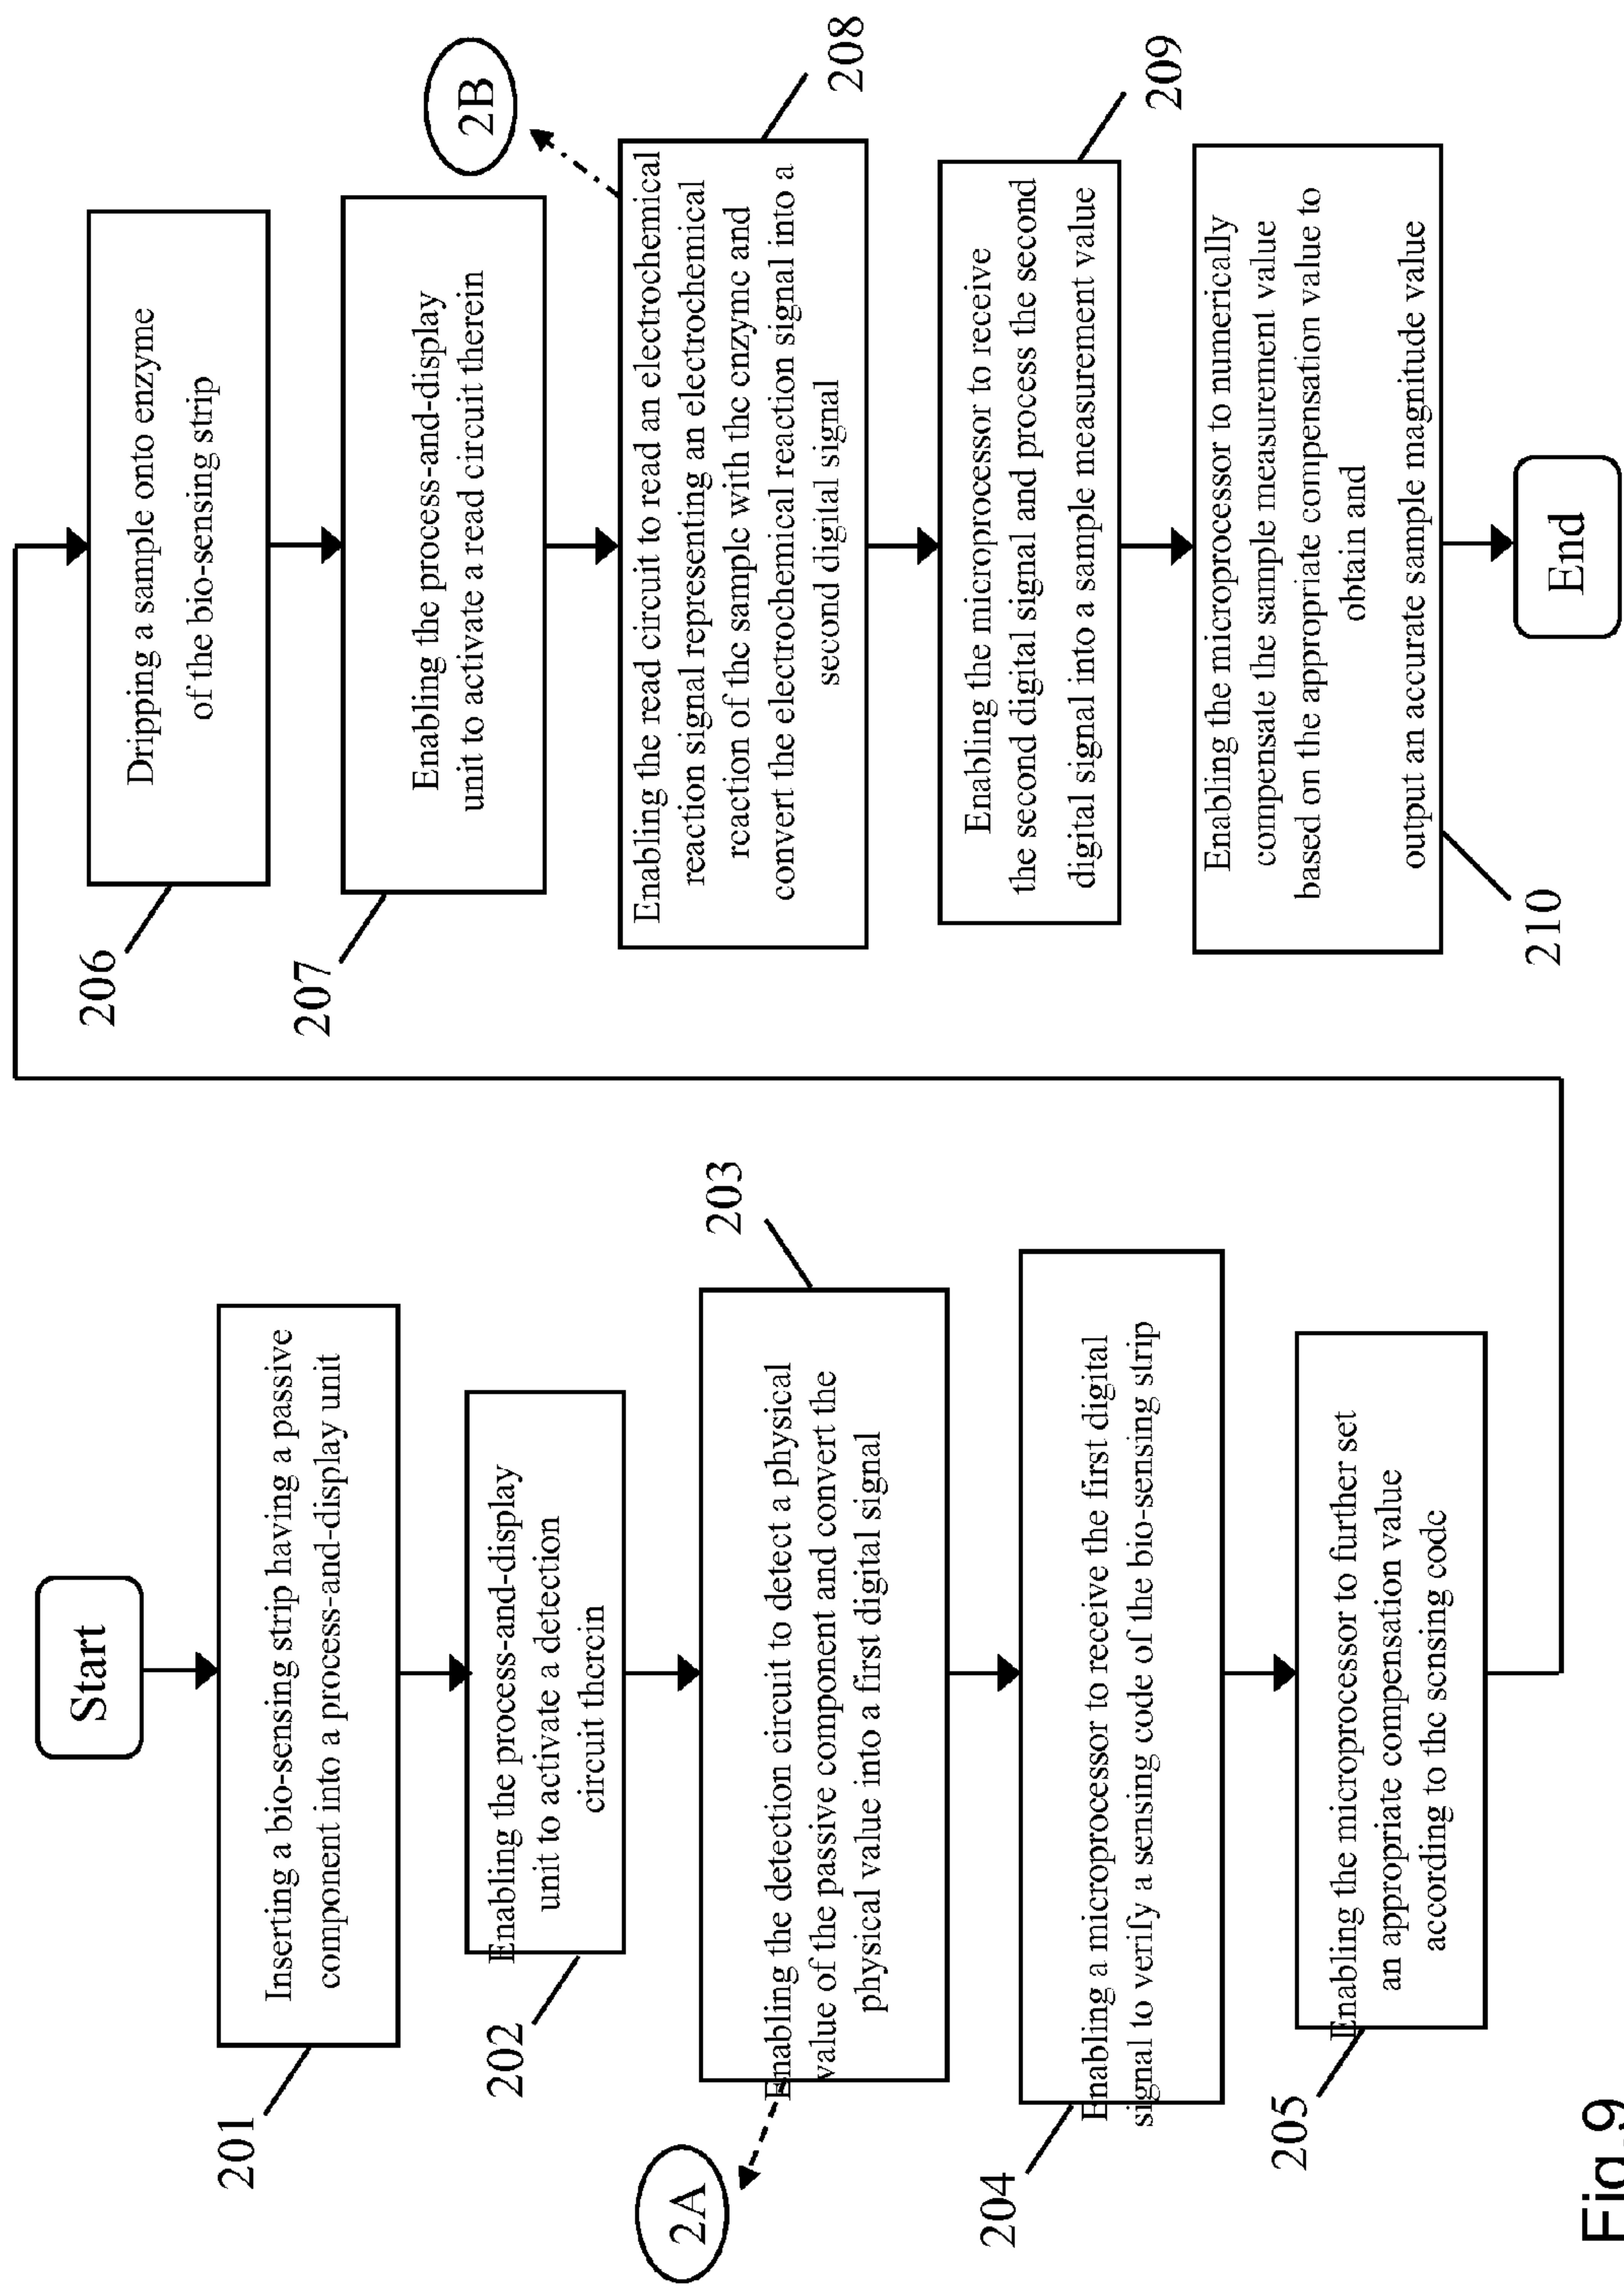 Start
Inserting a bio-sensing strip having a passive
component into a process-and-display unit
201
Enabling the process-and-display
unit to activate a detection
circuit therein
202
Enabling the detection circuit to detect a physical
value of the passive component and convert the
physical value into a first digital signal
203
2A
Enabling a microprocessor to receive the first digital
signal to verify a sensing code of the bio-sensing strip
204
Enabling the microprocessor to further set
an appropriate compensation value
according to the sensing code
205
Dripping a sample onto enzyme
of the bio-sensing strip
206
Enabling the process-and-display
unit to activate a read circuit therein
207
Enabling the read circuit to read an electrochemical
reaction signal representing an electrochemical
reaction of the sample with the enzyme and
convert the electrochemical reaction signal into a
second digital signal
208
2B
Enabling the microprocessor to receive
the second digital signal and process the second
digital signal into a sample measurement value
209
Enabling the microprocessor to numerically
compensate the sample measurement value
based on the appropriate compensation value to
obtain and
output an accurate sample magnitude value
210
End
Fig.9